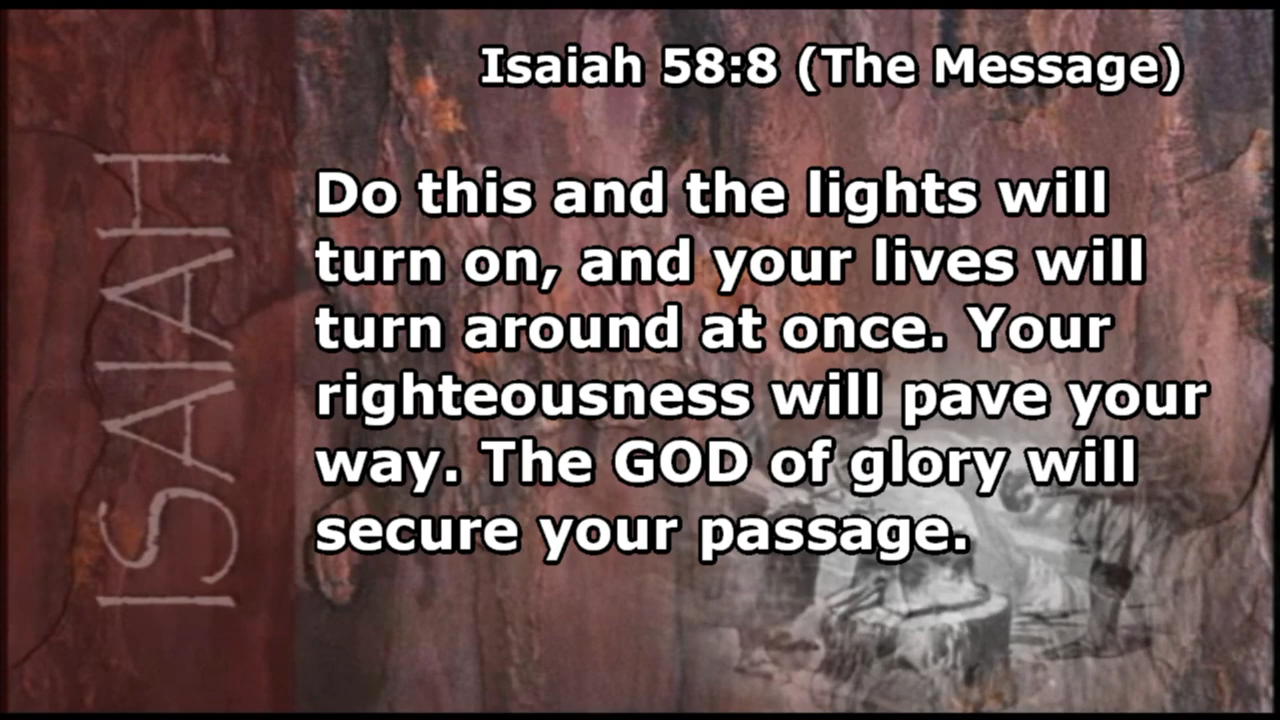 Isaiah 58:8 (The Message)
ISAIAH
Do this and the lights will
turn on, and your lives will
turn around at once. Your
righteousness will pave your
way. The GOD of glory will
secure your passage.